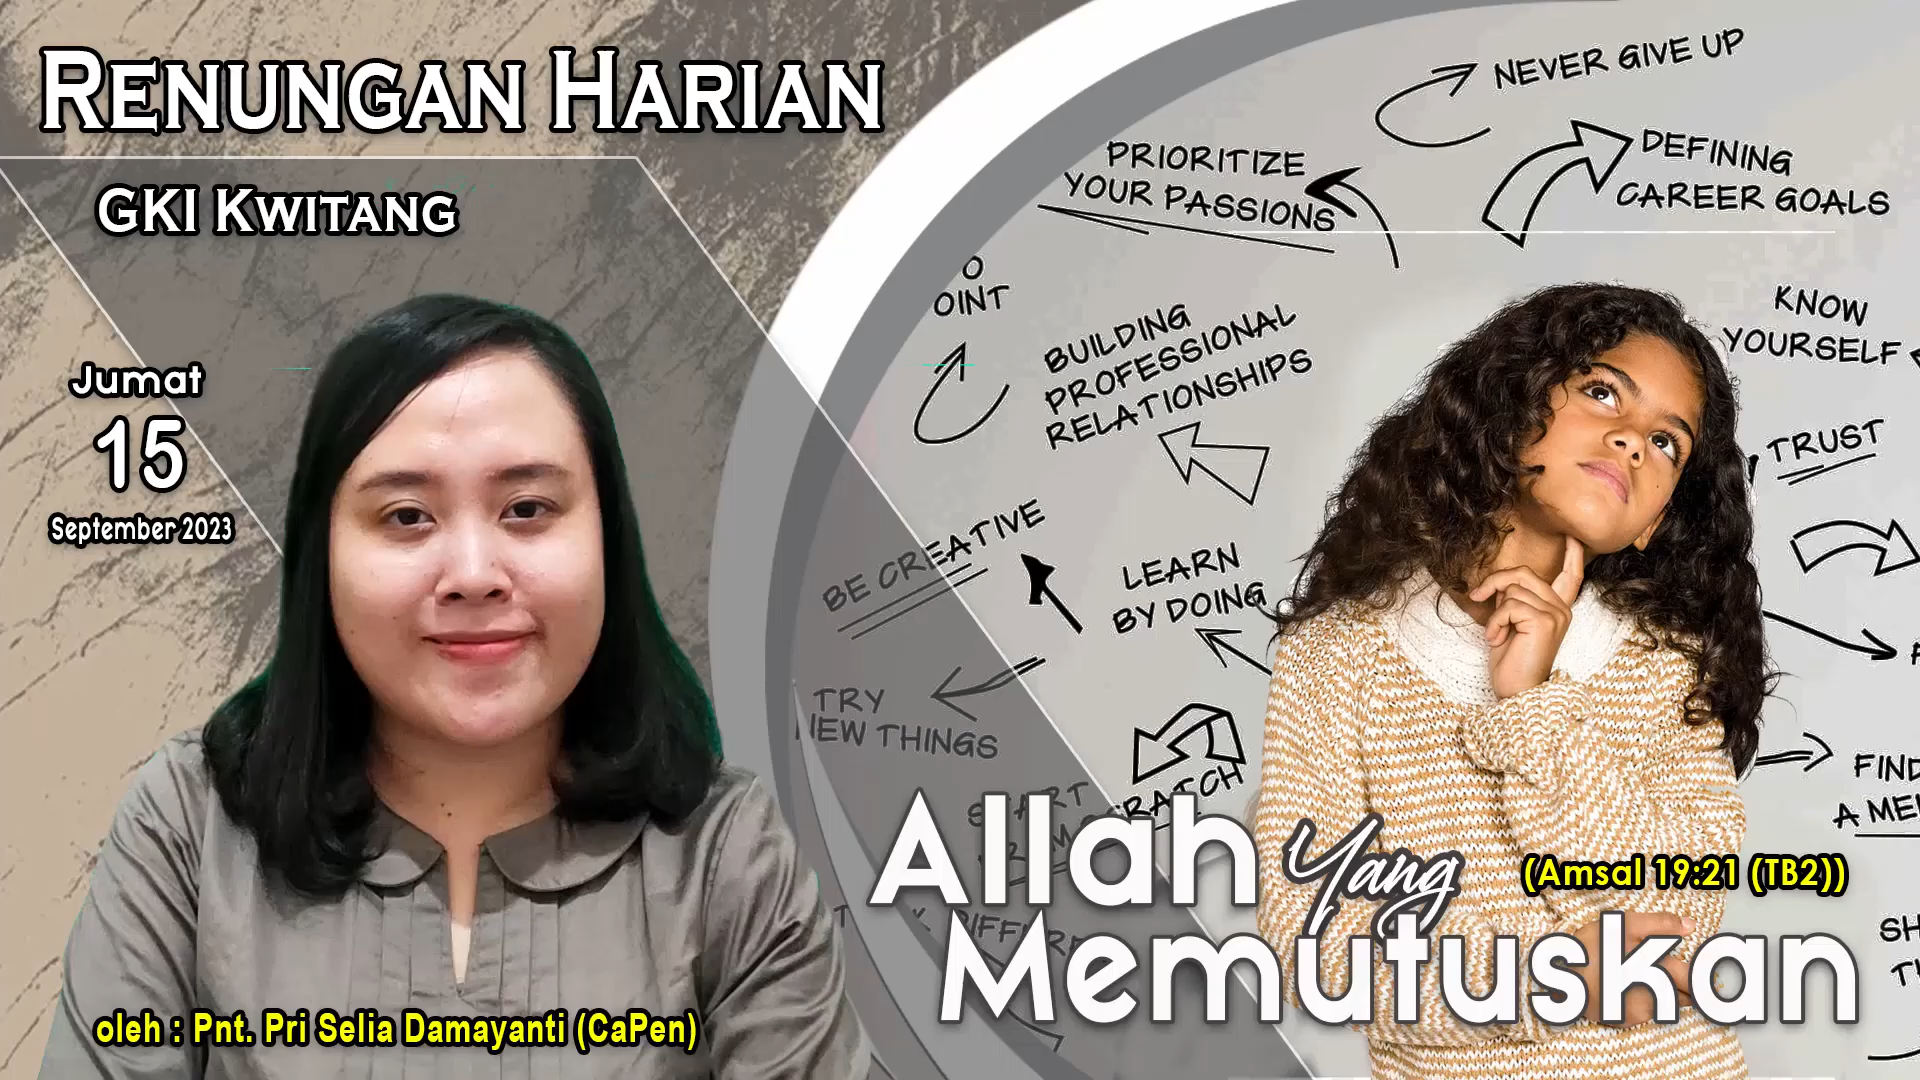 RENUNGAN HARIAN
GKI KWITANG
Jumat
15
September 2023
oleh : Pnt. Pri Selia Damayanti (CaPen)
NEVER GIVE UP
PRIORITIZE
YOUR PASSIONS
DEFINING
CAREER GOALS
KNOW
YOURSELF
BUILDING
PROFESSIONAL
RELATIONSHIPS
TRUST
BE CREATIVE
LEARN
BY DOING
TRY
NEW THINGS
FIND
Allah Yang
(Amsal 19:21 (TB2))
Memutuskan